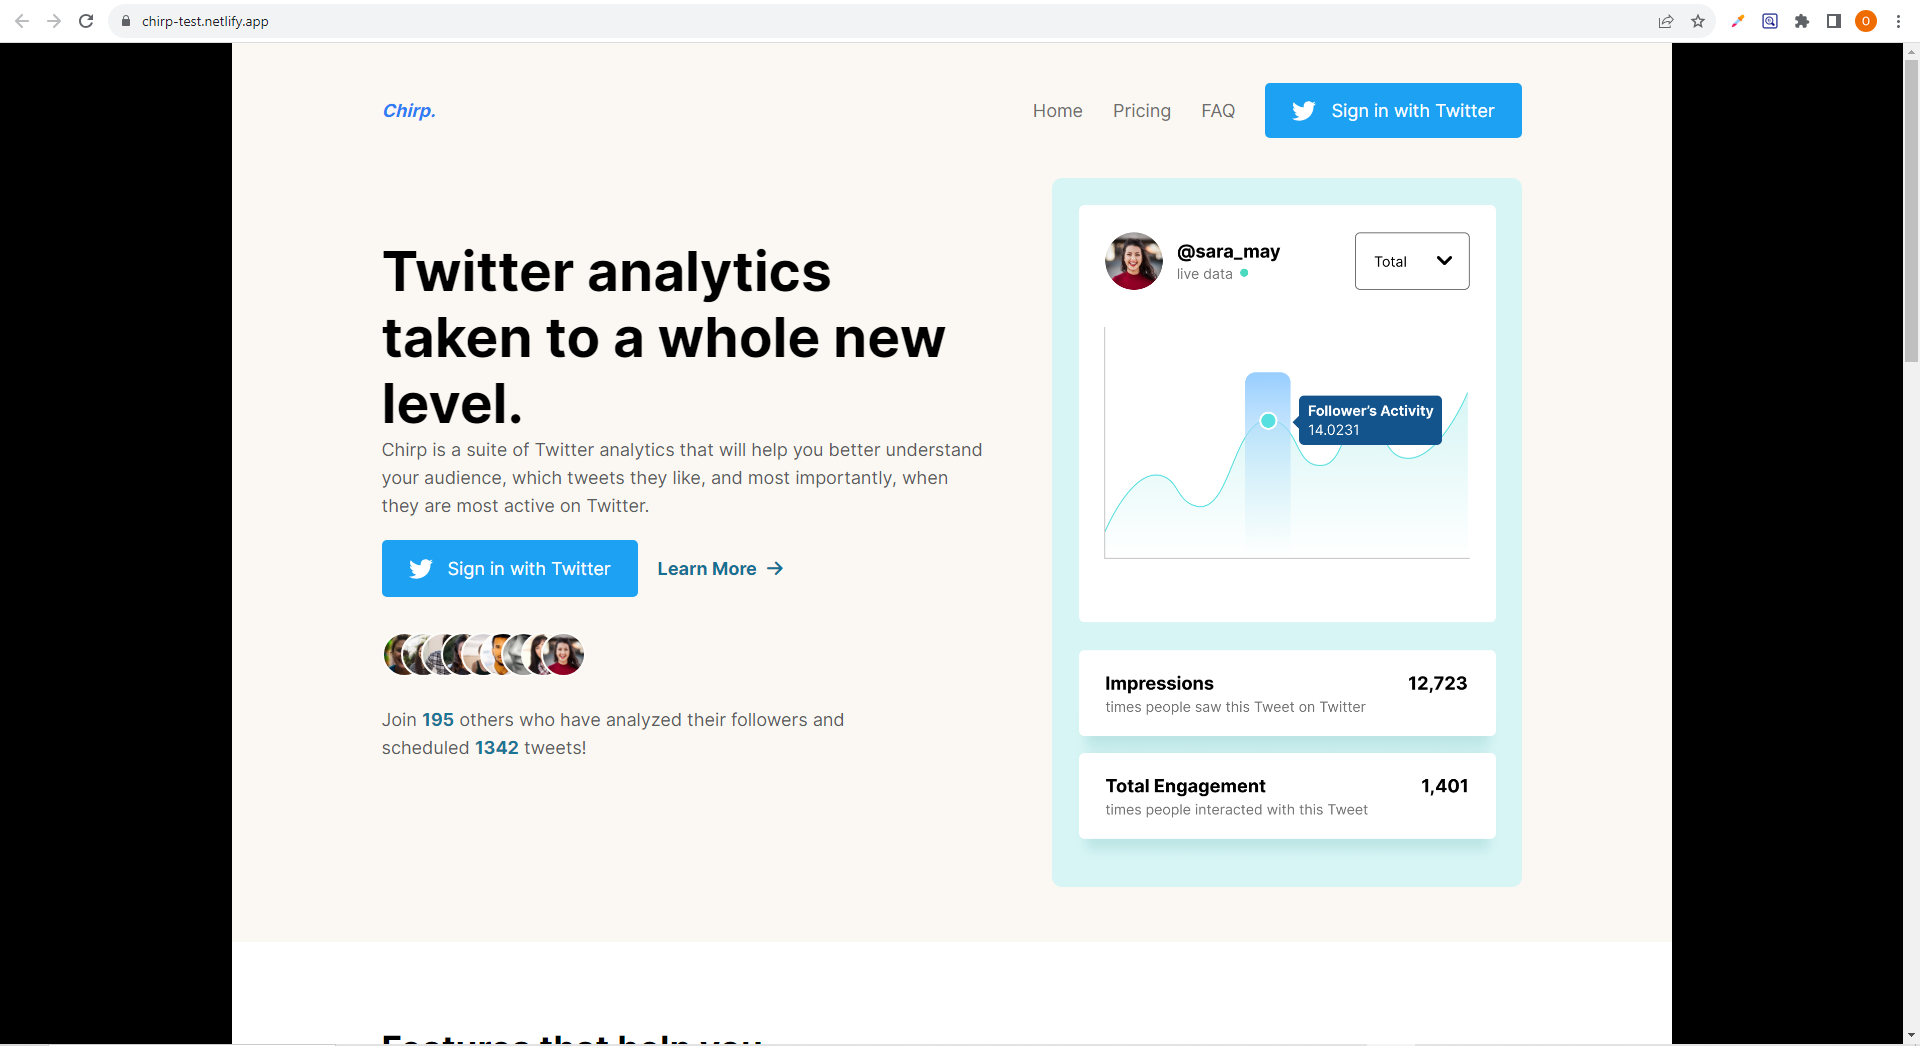 chirp-test.netlify.app
O
Chirp.
Home
Pricing
FAQ
Sign in with Twitter
Twitter analytics
taken to a whole new
level.
Chirp is a suite of Twitter analytics that will help you better understand
your audience, which tweets they like, and most importantly, when
they are most active on Twitter.
Sign in with Twitter
Learn More
Join 195 others who have analyzed their followers and
scheduled 1342 tweets!
@sara_may
live data
Total
Follower's Activity
14.0231
Impressions
12,723
times people saw this Tweet on Twitter
Total Engagement
1,401
times people interacted with this Tweet
Features that help you